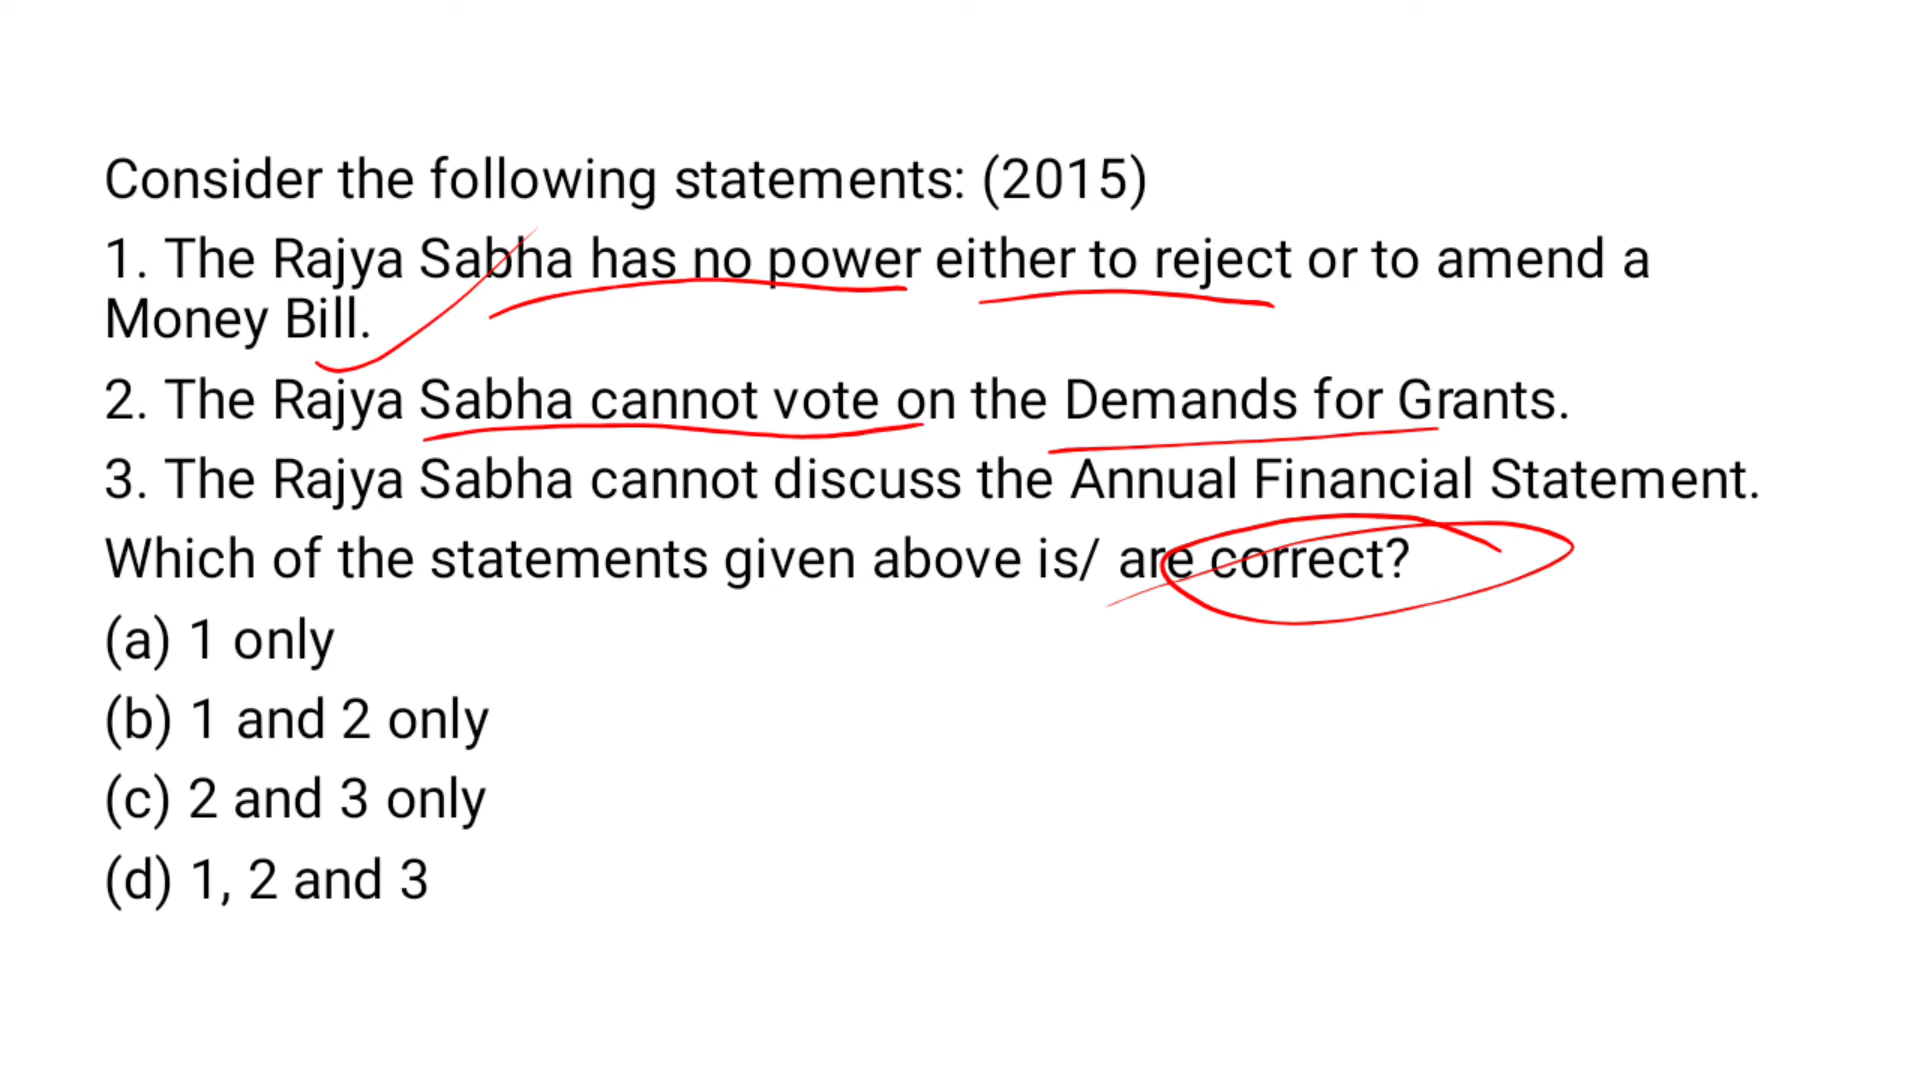 Consider the following statements: (2015)
1. The Rajya Sabha has no power either to reject or to amend a
Money Bill.
2. The Rajya Sabha cannot vote on the Demands for Grants.
3. The Rajya Sabha cannot discuss the Annual Financial Statement.
Which of the statements given above is/ are correct?
(a) 1 only
(b) 1 and 2 only
(c) 2 and 3 only
(d) 1, 2 and 3